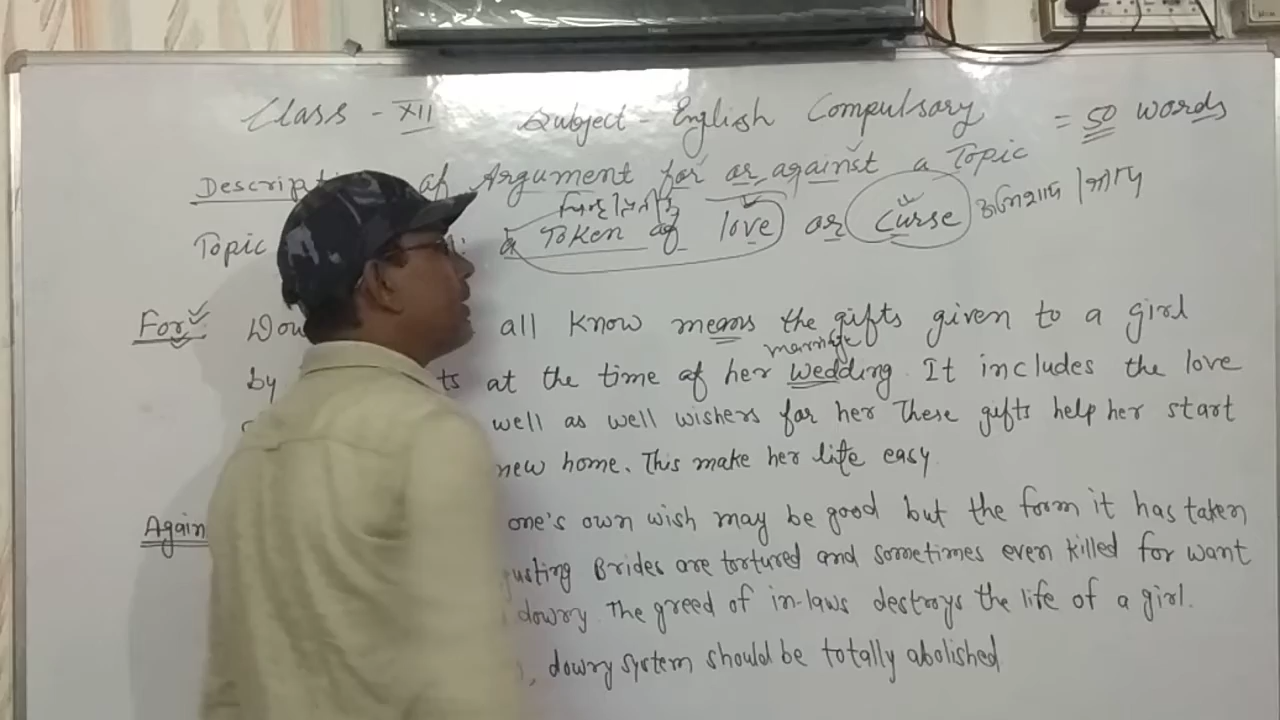 Class - XII Subject - English Compulsory = 50 words
of Argument for or against a Topic
Topic a Token of love or Curse
For: all know means the gifts given to a girl
marriage
by at the time of her wedding. It includes the love
well as well wishers for her These gifts help her start
new home. This make her life easy.
one's own wish may be good but the form it has taken
Brides are tortured and sometimes even killed for want
dowry. The greed of in-laws destroys the life of a girl.
, dowry system should be totally abolished